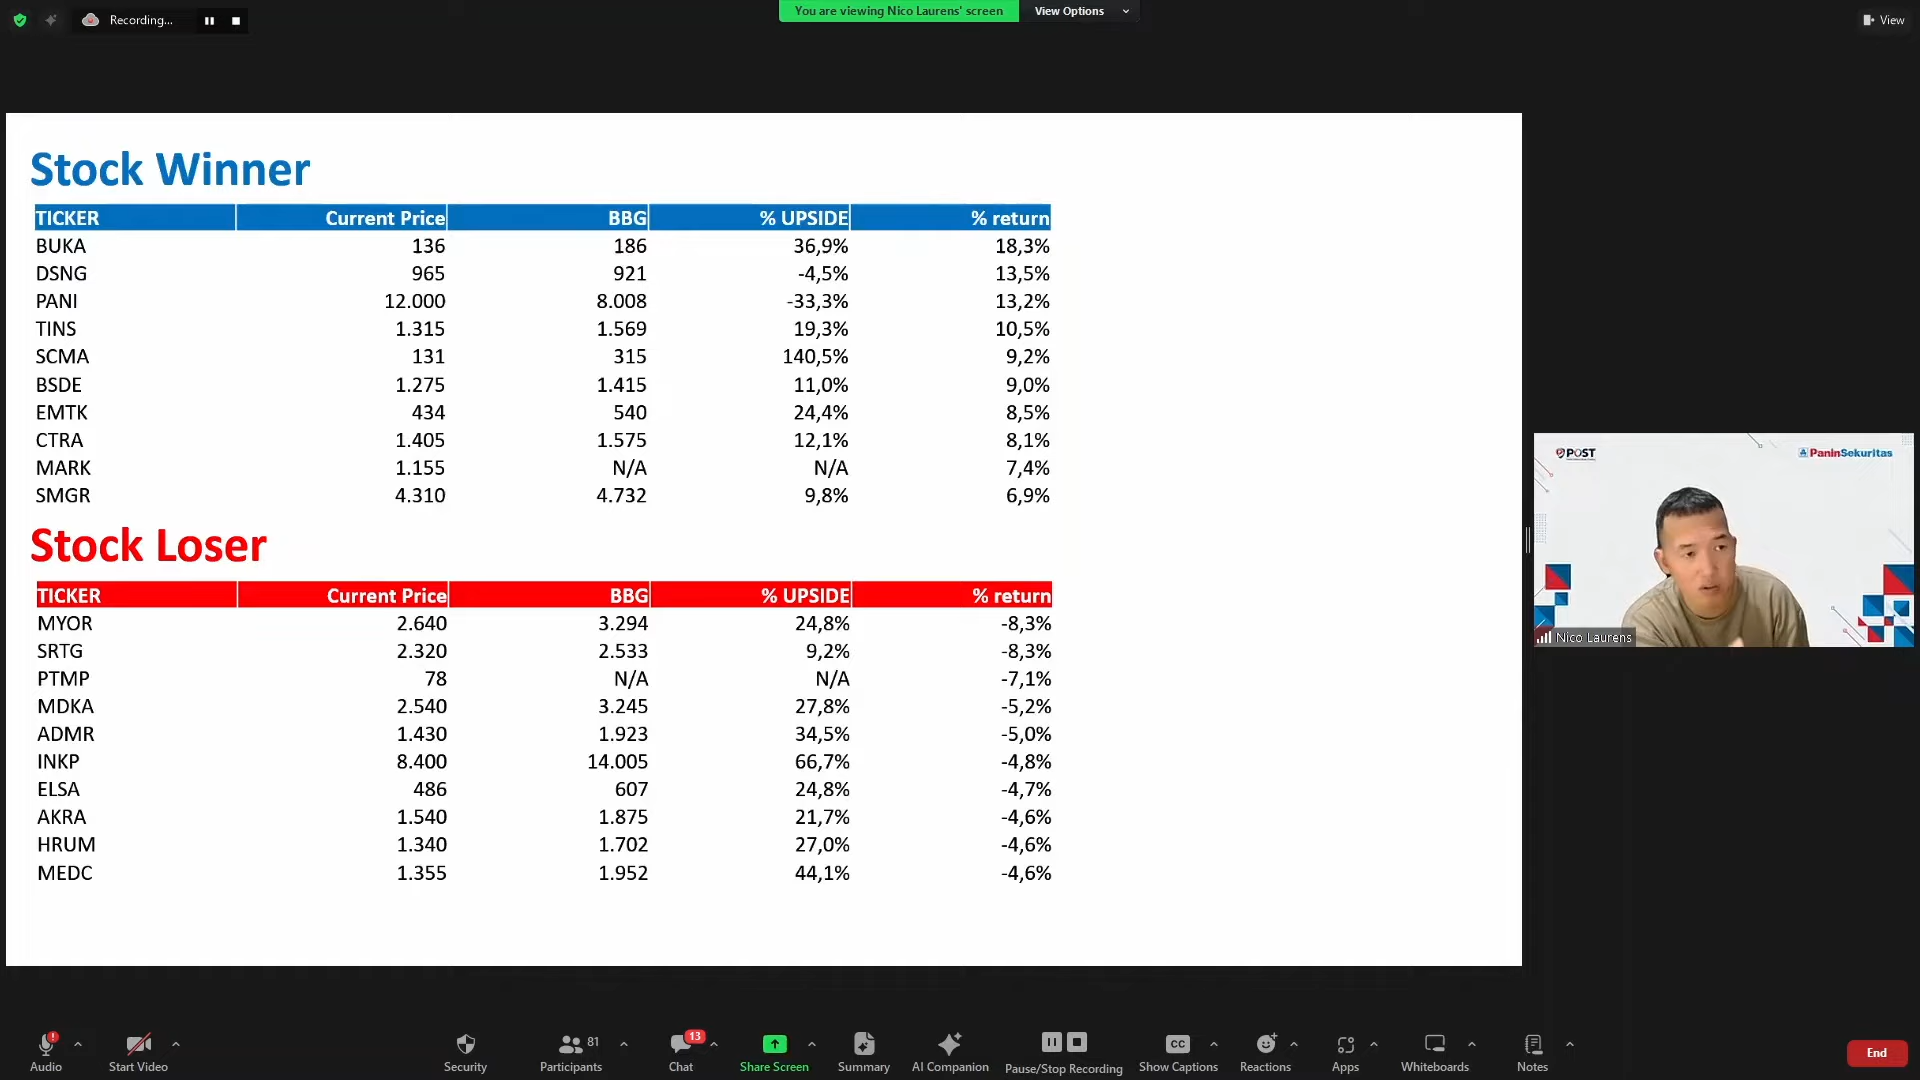 Recording...
You are viewing Nico Laurens' screen
View Options
View
Stock Winner
TICKER Current Price BBG % UPSIDE % return
BUKA 136 186 36,9% 18,3%
DSNG 965 921 -4,5% 13,5%
PANI 12.000 8.008 -33,3% 13,2%
TINS 1.315 1.569 19,3% 10,5%
SCMA 131 315 140,5% 9,2%
BSDE 1.275 1.415 11,0% 9,0%
EMTK 434 540 24,4% 8,5%
CTRA 1.405 1.575 12,1% 8,1%
MARK 1.155 N/A N/A 7,4%
SMGR 4.310 4.732 9,8% 6,9%
Stock Loser
TICKER Current Price BBG % UPSIDE % return
MYOR 2.640 3.294 24,8% -8,3%
SRTG 2.320 2.533 9,2% -8,3%
PTMP 78 N/A N/A -7,1%
MDKA 2.540 3.245 27,8% -5,2%
ADMR 1.430 1.923 34,5% -5,0%
INKP 8.400 14.005 66,7% -4,8%
ELSA 486 607 24,8% -4,7%
AKRA 1.540 1.875 21,7% -4,6%
HRUM 1.340 1.702 27,0% -4,6%
MEDC 1.355 1.952 44,1% -4,6%
POST
PaninSekuritas
Nico Laurens
Audio
Start Video
Security
81
Participants
13
Chat
Share Screen
Summary
AI Companion
Pause/Stop Recording
CC
Show Captions
Reactions
Apps
Whiteboards
Notes
End